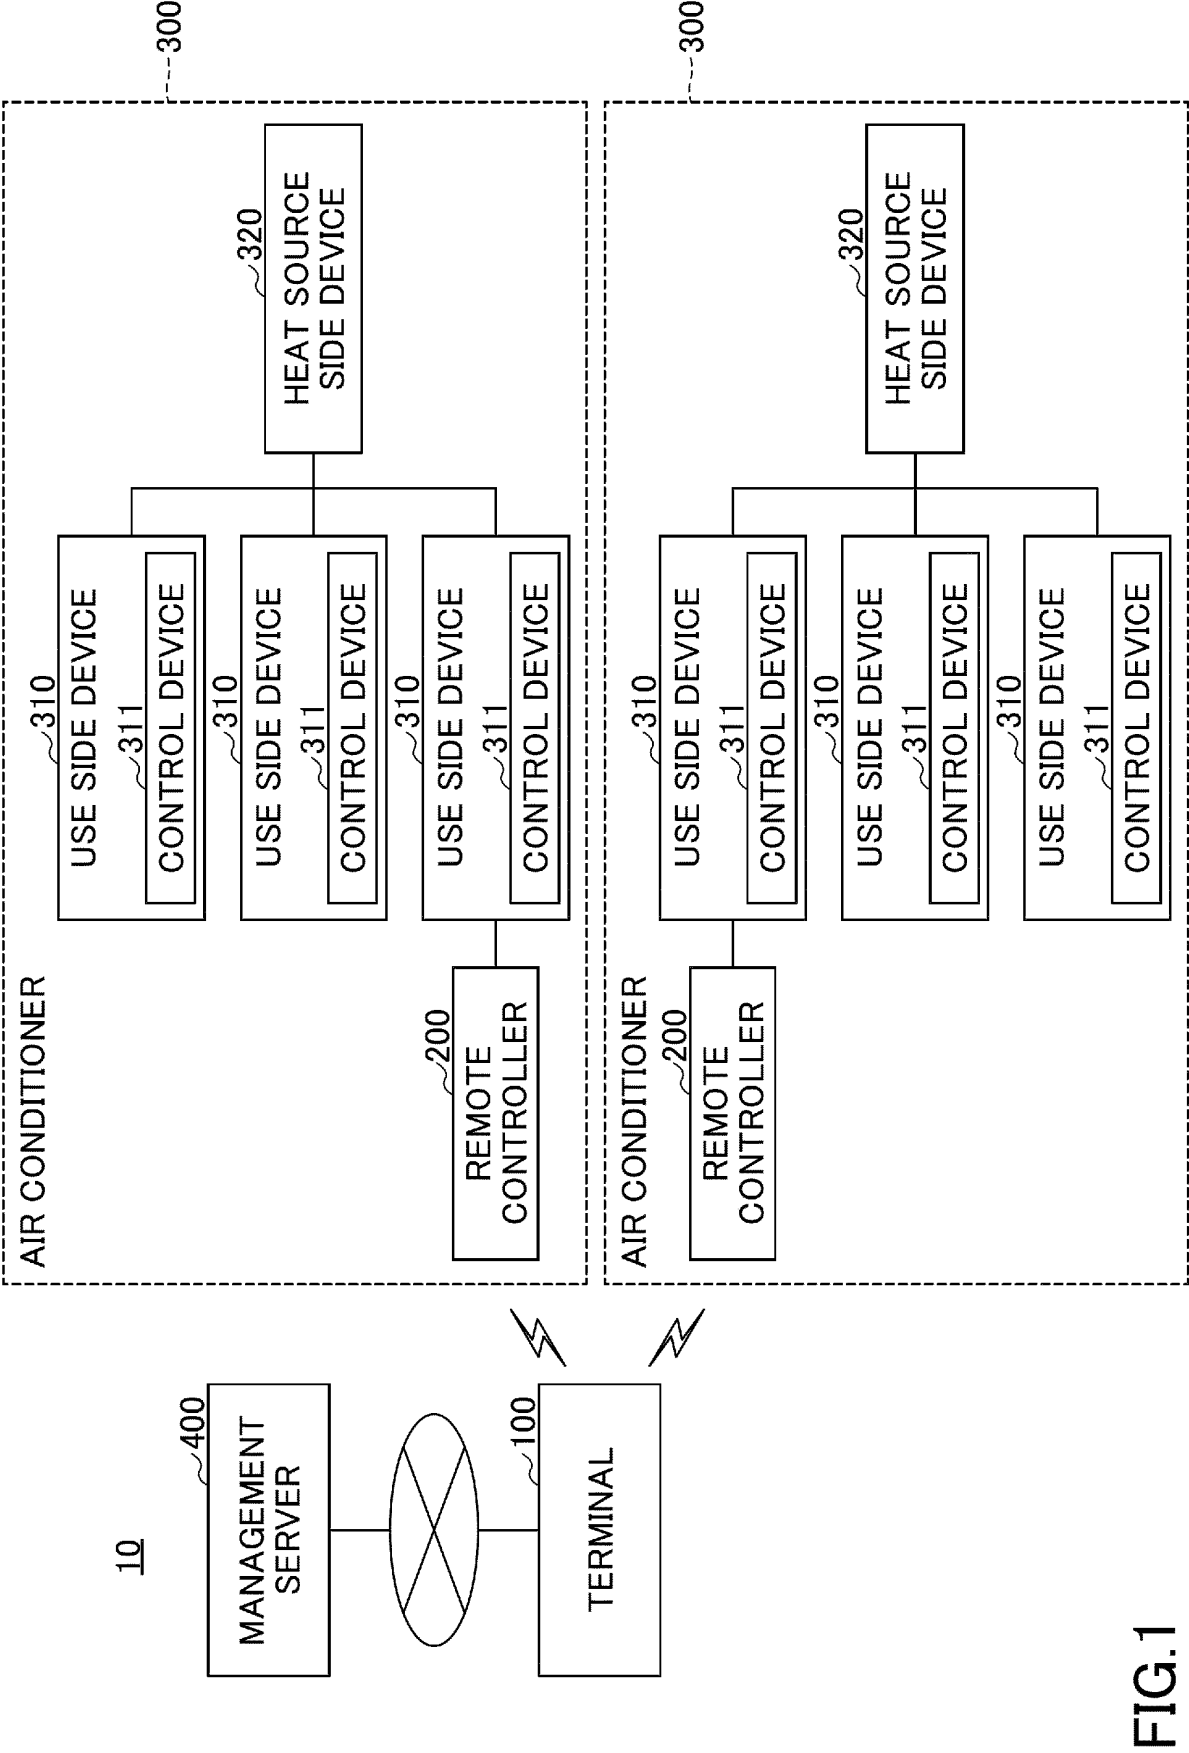 10
400
MANAGEMENT
SERVER
100
TERMINAL
300
AIR CONDITIONER
310
USE SIDE DEVICE
311
CONTROL DEVICE
310
USE SIDE DEVICE
311
CONTROL DEVICE
310
USE SIDE DEVICE
311
CONTROL DEVICE
320
HEAT SOURCE
SIDE DEVICE
200
REMOTE
CONTROLLER
300
AIR CONDITIONER
310
USE SIDE DEVICE
311
CONTROL DEVICE
310
USE SIDE DEVICE
311
CONTROL DEVICE
310
USE SIDE DEVICE
311
CONTROL DEVICE
320
HEAT SOURCE
SIDE DEVICE
200
REMOTE
CONTROLLER
FIG.1